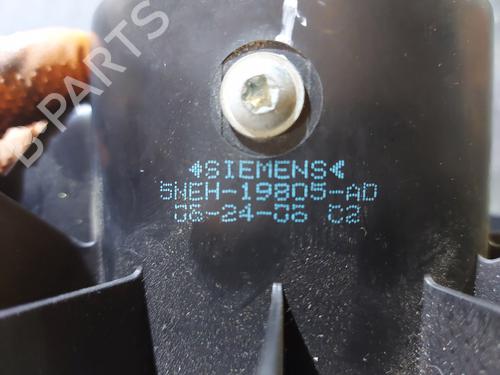 *SIEMENS<
5WEH-19805-AD
06-24-06 C2
B-PARTS